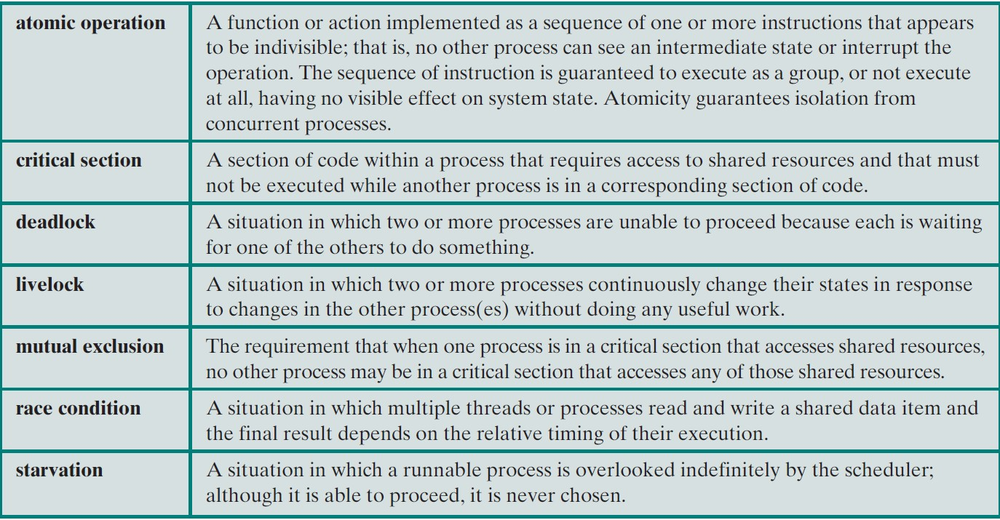 atomic operation
A function or action implemented as a sequence of one or more instructions that appears
to be indivisible; that is, no other process can see an intermediate state or interrupt the
operation. The sequence of instruction is guaranteed to execute as a group, or not execute
at all, having no visible effect on system state. Atomicity guarantees isolation from
concurrent processes.
critical section
A section of code within a process that requires access to shared resources and that must
not be executed while another process is in a corresponding section of code.
deadlock
A situation in which two or more processes are unable to proceed because each is waiting
for one of the others to do something.
livelock
A situation in which two or more processes continuously change their states in response
to changes in the other process(es) without doing any useful work.
mutual exclusion
The requirement that when one process is in a critical section that accesses shared resources,
no other process may be in a critical section that accesses any of those shared resources.
race condition
A situation in which multiple threads or processes read and write a shared data item and
the final result depends on the relative timing of their execution.
starvation
A situation in which a runnable process is overlooked indefinitely by the scheduler;
although it is able to proceed, it is never chosen.